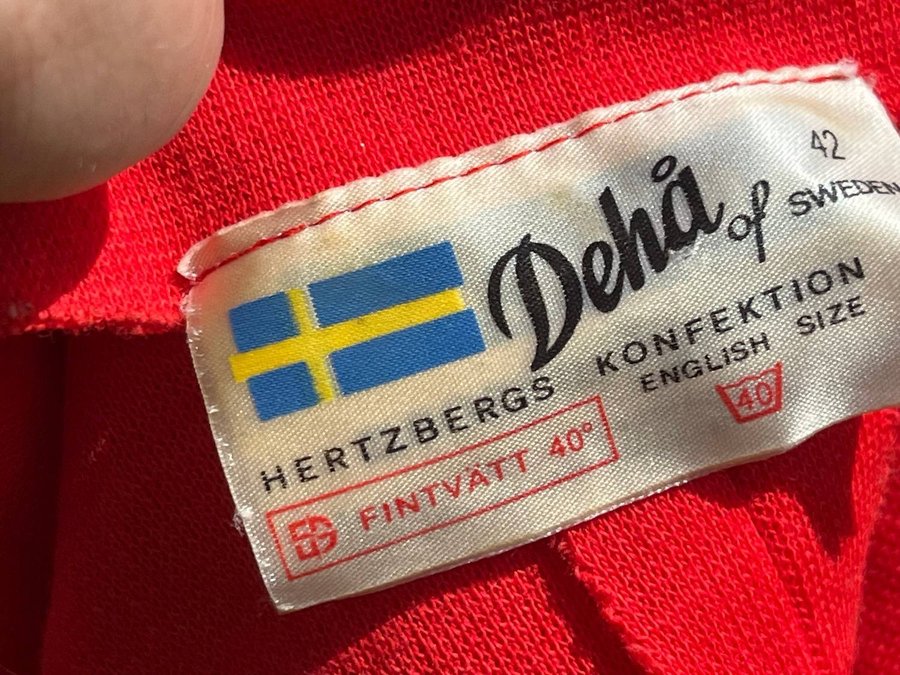 42
Dehå of SWEDEN
HERTZBERGS KONFEKTION
ENGLISH SIZE
FINTVÄTT 40°
40